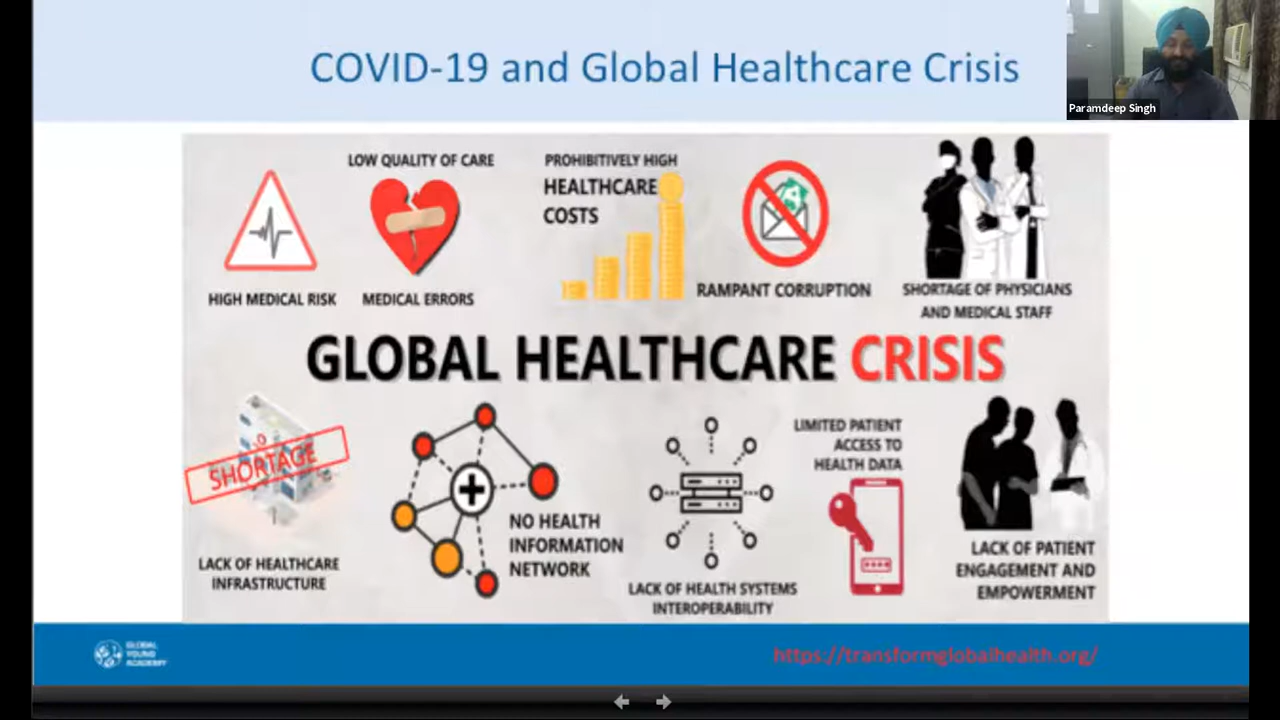 COVID-19 and Global Healthcare Crisis
Paramdeep Singh
LOW QUALITY OF CARE
MEDICAL ERRORS
HIGH MEDICAL RISK
PROHIBITIVELY HIGH
HEALTHCARE
COSTS
RAMPANT CORRUPTION
SHORTAGE OF PHYSICIANS
AND MEDICAL STAFF
GLOBAL HEALTHCARE CRISIS
SHORTAGE
LACK OF HEALTHCARE
INFRASTRUCTURE
NO HEALTH
INFORMATION
NETWORK
LACK OF HEALTH SYSTEMS
INTEROPERABILITY
LIMITED PATIENT
ACCESS TO
HEALTH DATA
LACK OF PATIENT
ENGAGEMENT AND
EMPOWERMENT
GLOBAL
YOUNG
ACADEMY
https://transformglobalhealth.org/